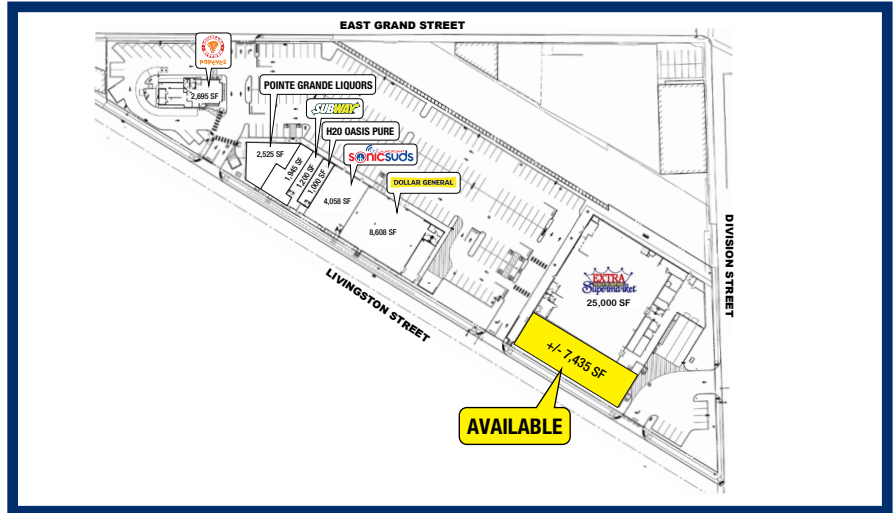 EAST GRAND STREET
POPEYES
2,695 SF
POINTE GRANDE LIQUORS
SUBWAY
H20 OASIS PURE
sonicsuds
DOLLAR GENERAL
2,525 SF
1,945 SF
1,200 SF
1,000 SF
4,058 SF
8,608 SF
DIVISION STREET
LIVINGSTON STREET
EXTRA
Supermarket
25,000 SF
+/- 7,435 SF
AVAILABLE